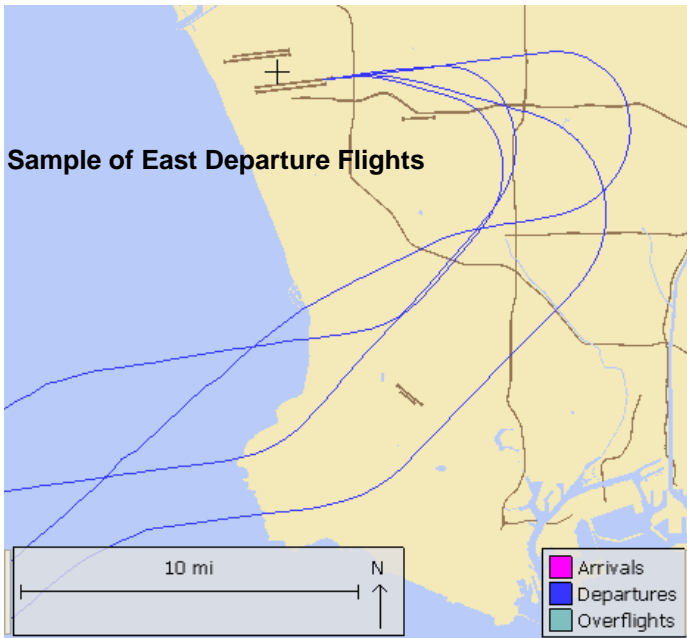 Sample of East Departure Flights
10 mi
N
Arrivals
Departures
Overflights